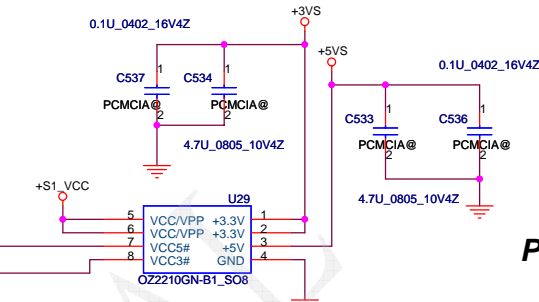 +3VS
0.1U_0402_16V4Z
+5VS
0.1U_0402_16V4Z
C537
1
C534
1
PCMCIA@
2
PCMCIA@
2
C533
1
C536
1
PCMCIA@
2
PCMCIA@
2
4.7U_0805_10V4Z
4.7U_0805_10V4Z
+S1_VCC
U29
5 VCC/VPP +3.3V 1
6 VCC/VPP +3.3V 2
7 VCC5# +5V 3
8 VCC3# GND 4
OZ2210GN-B1_SO8
P